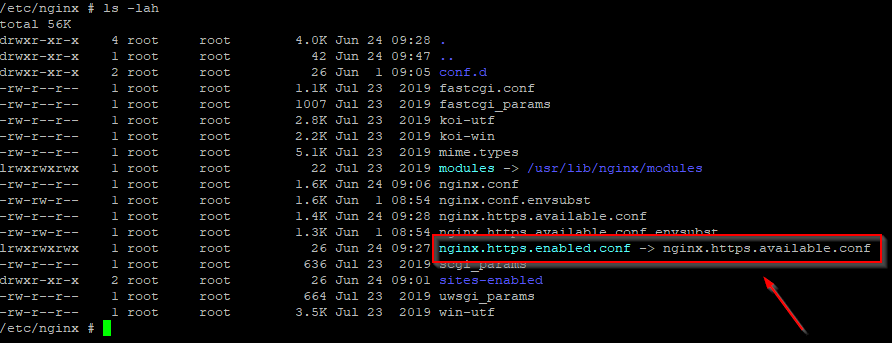 /etc/nginx # ls -lah
total 56K
drwxr-xr-x 4 root root 4.0K Jun 24 09:28 .
drwxr-xr-x 1 root root 42 Jun 24 09:47 ..
drwxr-xr-x 2 root root 26 Jun 1 09:05 conf.d
-rw-r--r-- 1 root root 1.1K Jul 23 2019 fastcgi.conf
-rw-r--r-- 1 root root 1007 Jul 23 2019 fastcgi_params
-rw-r--r-- 1 root root 2.8K Jul 23 2019 koi-utf
-rw-r--r-- 1 root root 2.2K Jul 23 2019 koi-win
-rw-r--r-- 1 root root 5.1K Jul 23 2019 mime.types
lrwxrwxrwx 1 root root 22 Jul 23 2019 modules -> /usr/lib/nginx/modules
-rw-r--r-- 1 root root 1.6K Jun 24 09:06 nginx.conf
-rw-rw-r-- 1 root root 1.6K Jun 1 08:54 nginx.conf.envsubst
-rw-r--r-- 1 root root 1.4K Jun 24 09:28 nginx.https.available.conf
-rw-rw-r-- 1 root root 1.3K Jun 1 08:54 nginx.https.available.conf.envsubst
lrwxrwxrwx 1 root root 26 Jun 24 09:27 nginx.https.enabled.conf -> nginx.https.available.conf
-rw-r--r-- 1 root root 636 Jul 23 2019 scgi_params
drwxr-xr-x 2 root root 26 Jun 24 09:01 sites-enabled
-rw-r--r-- 1 root root 664 Jul 23 2019 uwsgi_params
-rw-r--r-- 1 root root 3.5K Jul 23 2019 win-utf
/etc/nginx #